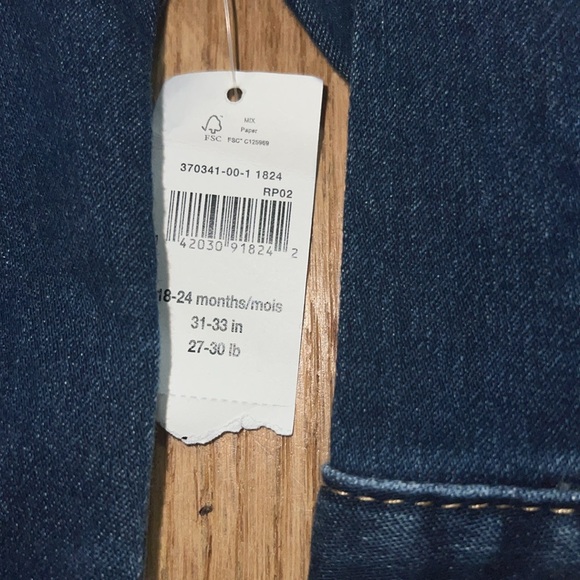 MIX
Paper
FSC
FSC® C125969
370341-00-1 1824
RP02
42030 91824 2
18-24 months/mois
31-33 in
27-30 lb